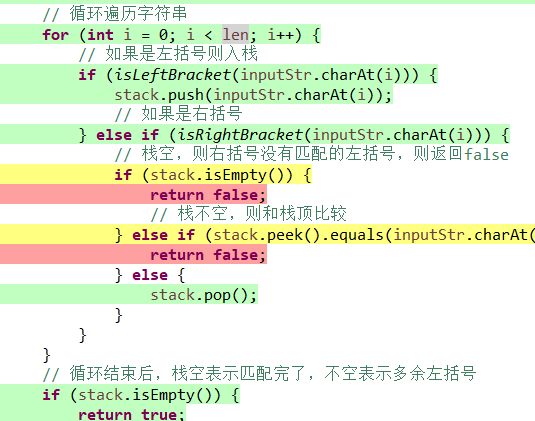 // 循环遍历字符串
for (int i = 0; i < len; i++) {
// 如果是左括号则入栈
if (isLeftBracket(inputStr.charAt(i))) {
stack.push(inputStr.charAt(i));
// 如果是右括号
} else if (isRightBracket(inputStr.charAt(i))) {
// 栈空，则右括号没有匹配的左括号，则返回false
if (stack.isEmpty()) {
return false;
// 栈不空，则和栈顶比较
} else if (stack.peek().equals(inputStr.charAt(
return false;
} else {
stack.pop();
}
}
}
// 循环结束后，栈空表示匹配完了，不空表示多余左括号
if (stack.isEmpty()) {
return true;